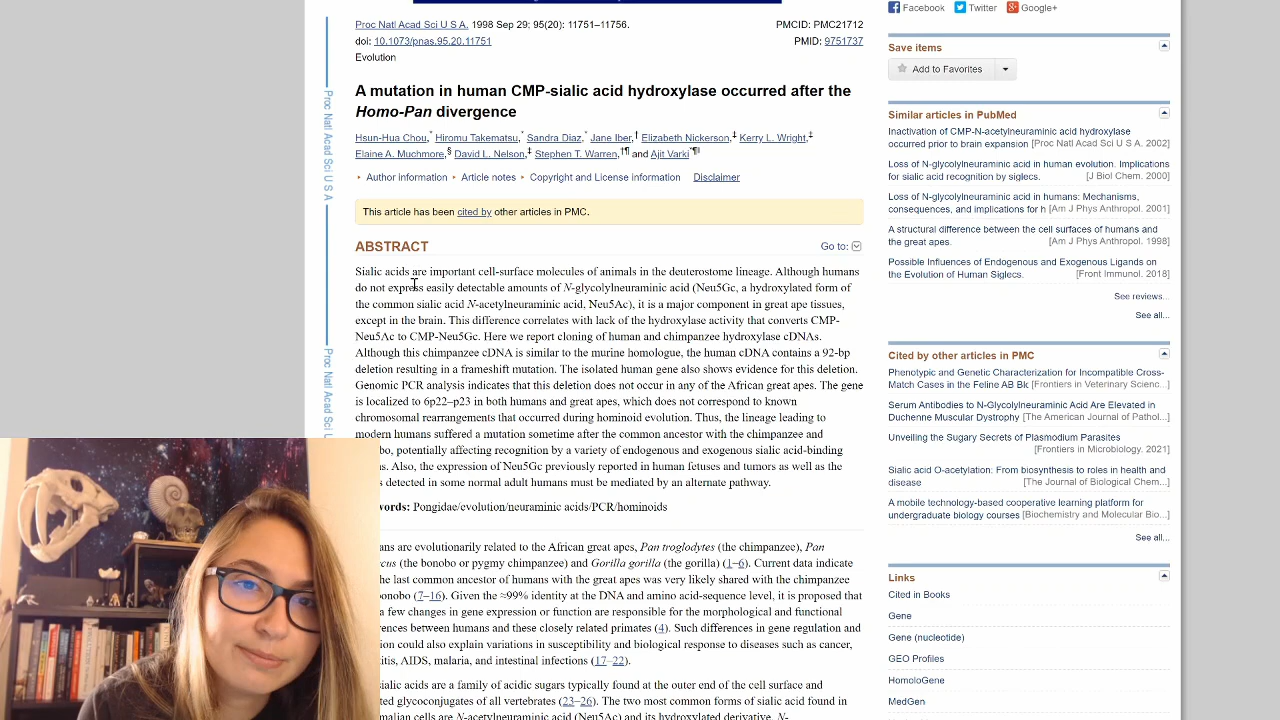 Proc Natl Acad Sci U S A. 1998 Sep 29; 95(20): 11751–11756.
PMCID: PMC21712
doi: 10.1073/pnas.95.20.11751
PMID: 9751737
Evolution
A mutation in human CMP-sialic acid hydroxylase occurred after the
Homo-Pan divergence
Hsun-Hua Chou,* Hiromu Takematsu,* Sandra Diaz,* Jane Iber,† Elizabeth Nickerson,‡ Kerry L. Wright,‡
Elaine A. Muchmore,§ David L. Nelson,‡ Stephen T. Warren,†¶ and Ajit Varki
Author information Article notes Copyright and License information Disclaimer
This article has been cited by other articles in PMC.
ABSTRACT
Go to:
Sialic acids are important cell-surface molecules of animals in the deuterostome lineage. Although humans
do not express easily detectable amounts of N-glycolylneuraminic acid (Neu5Gc, a hydroxylated form of
the common sialic acid N-acetylneuraminic acid, Neu5Ac), it is a major component in great ape tissues,
except in the brain. This difference correlates with lack of the hydroxylase activity that converts CMP-
Neu5Ac to CMP-Neu5Gc. Here we report cloning of human and chimpanzee hydroxylase cDNAs.
Although this chimpanzee cDNA is similar to the murine homologue, the human cDNA contains a 92-bp
deletion resulting in a frameshift mutation. The isolated human gene also shows evidence for this deletion.
Genomic PCR analysis indicates that this deletion does not occur in any of the African great apes. The gene
is localized to 6p22–p23 in both humans and great apes, which does not correspond to known
chromosomal rearrangements that occurred during hominoid evolution. Thus, the lineage leading to
modern humans suffered a mutation sometime after the common ancestor with the chimpanzee and
bo, potentially affecting recognition by a variety of endogenous and exogenous sialic acid-binding
s. Also, the expression of Neu5Gc previously reported in human fetuses and tumors as well as the
s detected in some normal adult humans must be mediated by an alternate pathway.
words: Pongidae/evolution/neuraminic acids/PCR/hominoids
ans are evolutionarily related to the African great apes, Pan troglodytes (the chimpanzee), Pan
cus (the bonobo or pygmy chimpanzee) and Gorilla gorilla (the gorilla) (1–6). Current data indicate
he last common ancestor of humans with the great apes was very likely shared with the chimpanzee
onobo (7–16). Given the ≈99% identity at the DNA and amino acid-sequence level, it is proposed that
a few changes in gene expression or function are responsible for the morphological and functional
ences between humans and these closely related primates (4). Such differences in gene regulation and
ion could also explain variations in susceptibility and biological response to diseases such as cancer,
itis, AIDS, malaria, and intestinal infections (17–22).
ialic acids are a family of acidic sugars typically found at the outer end of the cell surface and
ted glycoconjugates of all vertebrates (23–26). The two most common forms of sialic acid found in
n cells are N-acetylneuraminic acid (Neu5Ac) and its hydroxylated derivative, N-
Proc Natl Acad Sci U S A
Proc Natl Acad Sci U
Facebook
Twitter
Google+
Save items
Add to Favorites
Similar articles in PubMed
Inactivation of CMP-N-acetylneuraminic acid hydroxylase
occurred prior to brain expansion [Proc Natl Acad Sci U S A. 2002]
Loss of N-glycolylneuraminic acid in human evolution. Implications
for sialic acid recognition by siglecs. [J Biol Chem. 2000]
Loss of N-glycolylneuraminic acid in humans: Mechanisms,
consequences, and implications for h [Am J Phys Anthropol. 2001]
A structural difference between the cell surfaces of humans and
the great apes. [Am J Phys Anthropol. 1998]
Possible Influences of Endogenous and Exogenous Ligands on
the Evolution of Human Siglecs. [Front Immunol. 2018]
See reviews...
See all...
Cited by other articles in PMC
Phenotypic and Genetic Characterization for Incompatible Cross-
Match Cases in the Feline AB Bl [Frontiers in Veterinary Scienc...]
Serum Antibodies to N-Glycolylneuraminic Acid Are Elevated in
Duchenne Muscular Dystrophy [The American Journal of Pathol...]
Unveiling the Sugary Secrets of Plasmodium Parasites
[Frontiers in Microbiology. 2021]
Sialic acid O-acetylation: From biosynthesis to roles in health and
disease [The Journal of Biological Chem...]
A mobile technology-based cooperative learning platform for
undergraduate biology courses [Biochemistry and Molecular Bio...]
See all...
Links
Cited in Books
Gene
Gene (nucleotide)
GEO Profiles
HomoloGene
MedGen